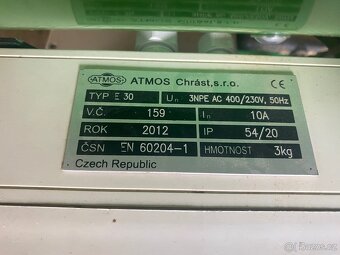 ATMOS
ATMOS Chrást,s.r.o.
CE
TYP E 30 Un 3NPE AC 400/230V, 50Hz
V.Č. 159 In 10A
ROK 2012 IP 54/20
ČSN EN 60204-1 HMOTNOST 3kg
Czech Republic